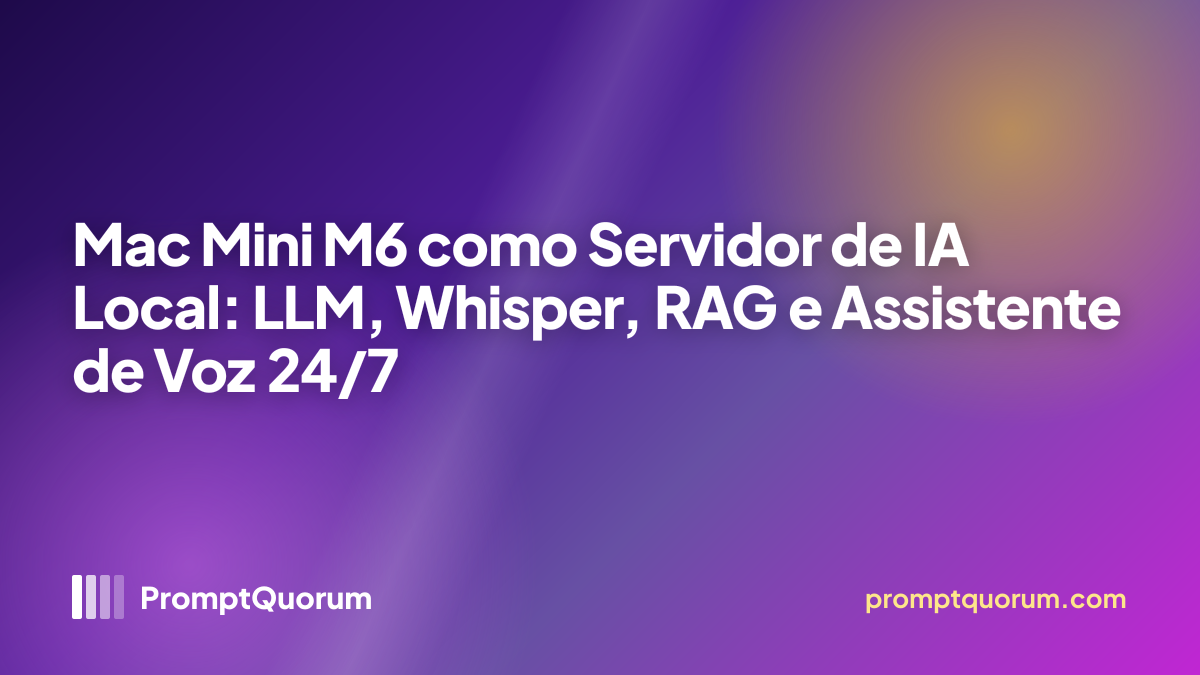 Mac Mini M6 como Servidor de IA
Local: LLM, Whisper, RAG e Assistente
de Voz 24/7
PromptQuorum
promptquorum.com